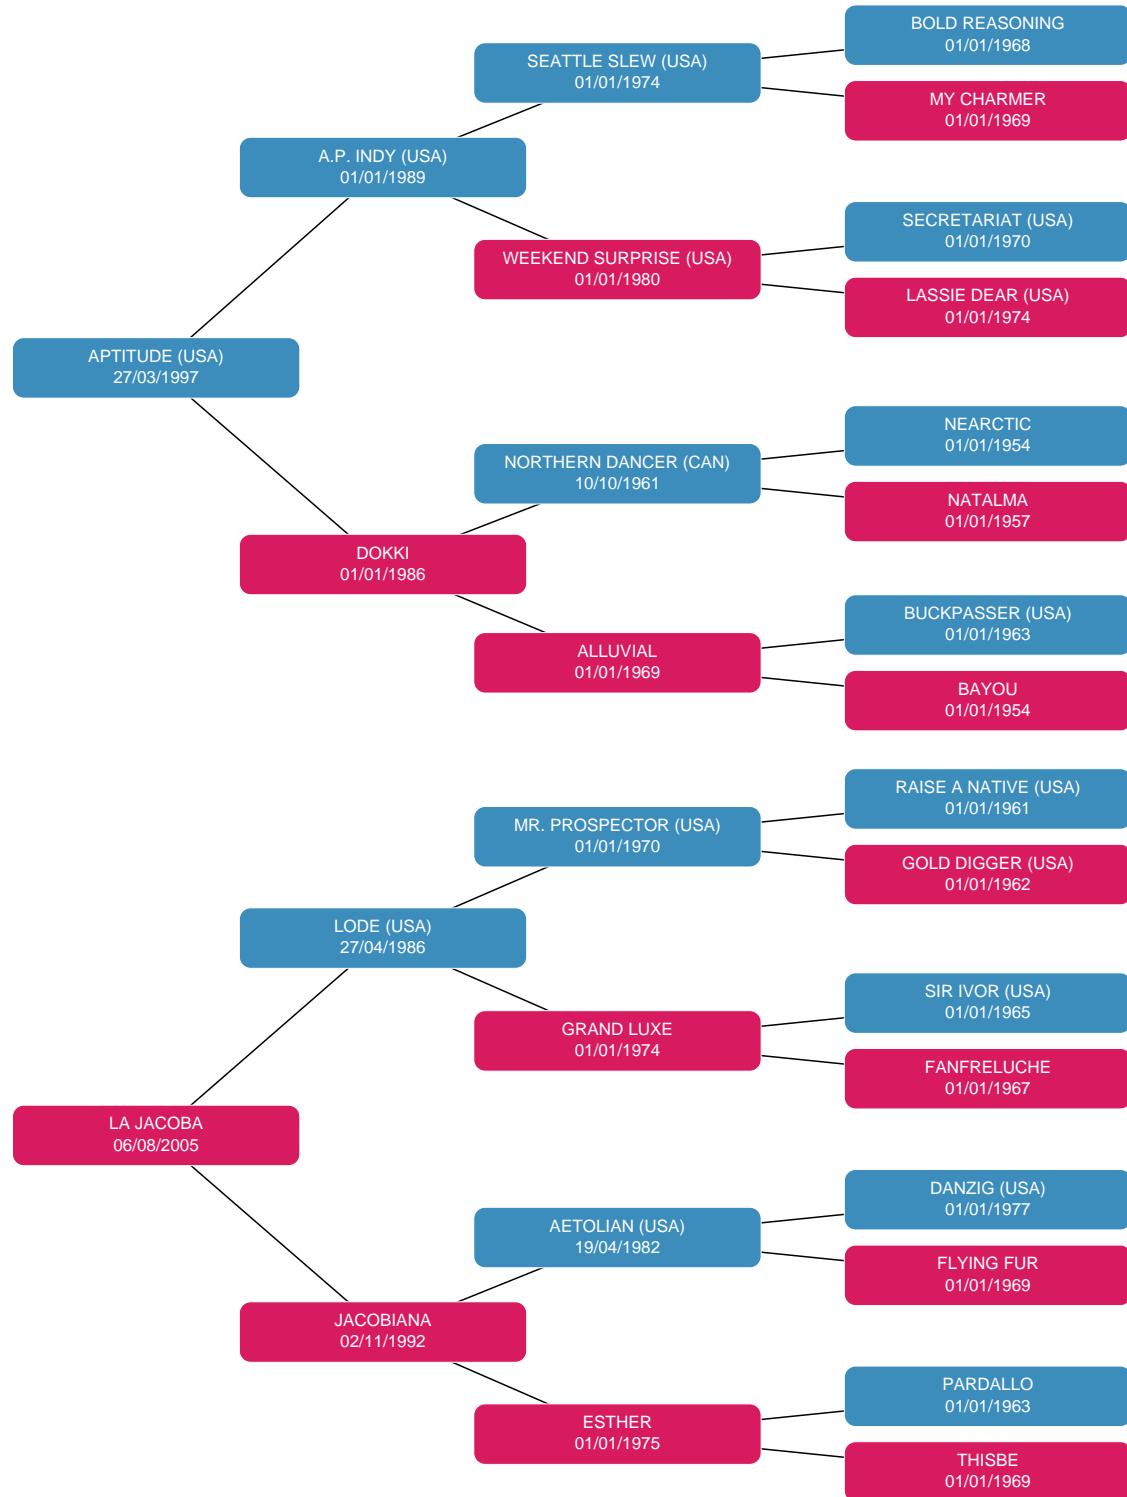 BOLD REASONING
01/01/1968
SEATTLE SLEW (USA)
01/01/1974
MY CHARMER
01/01/1969
A.P. INDY (USA)
01/01/1989
SECRETARIAT (USA)
01/01/1970
WEEKEND SURPRISE (USA)
01/01/1980
LASSIE DEAR (USA)
01/01/1974
APTITUDE (USA)
27/03/1997
NEARCTIC
01/01/1954
NORTHERN DANCER (CAN)
10/10/1961
NATALMA
01/01/1957
DOKKI
01/01/1986
BUCKPASSER (USA)
01/01/1963
ALLUVIAL
01/01/1969
BAYOU
01/01/1954
RAISE A NATIVE (USA)
01/01/1961
MR. PROSPECTOR (USA)
01/01/1970
GOLD DIGGER (USA)
01/01/1962
LODE (USA)
27/04/1986
SIR IVOR (USA)
01/01/1965
GRAND LUXE
01/01/1974
FANFRELUCHE
01/01/1967
LA JACOBA
06/08/2005
DANZIG (USA)
01/01/1977
AETOLIAN (USA)
19/04/1982
FLYING FUR
01/01/1969
JACOBIANA
02/11/1992
PARDALLO
01/01/1963
ESTHER
01/01/1975
THISBE
01/01/1969